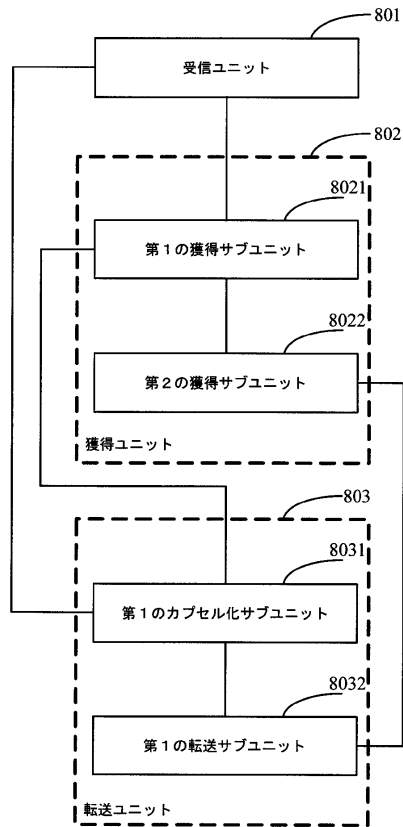 801
受信ユニット
802
8021
第1の獲得サブユニット
8022
第2の獲得サブユニット
獲得ユニット
803
8031
第1のカプセル化サブユニット
8032
第1の転送サブユニット
転送ユニット